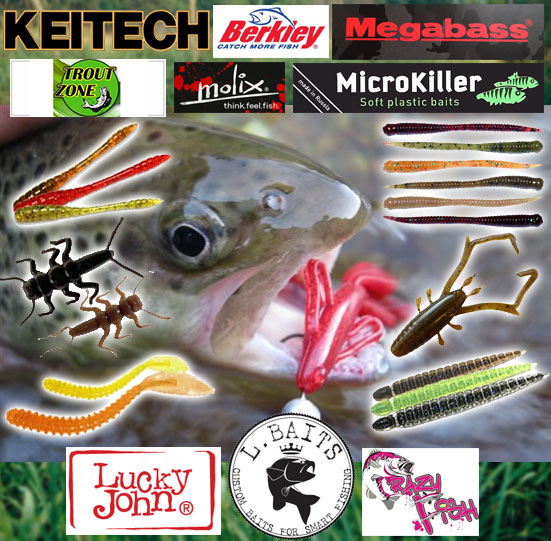 KEITECH
Berkley®
CATCH MORE FISH®
Megabass®
TROUT
ZONE
molix®
think.feel.fish
made in Russia
MicroKiller
Soft plastic baits
Lucky
John®
L.BAITS
CUSTOM BAITS FOR SMART FISHING
CRAZY
FISH